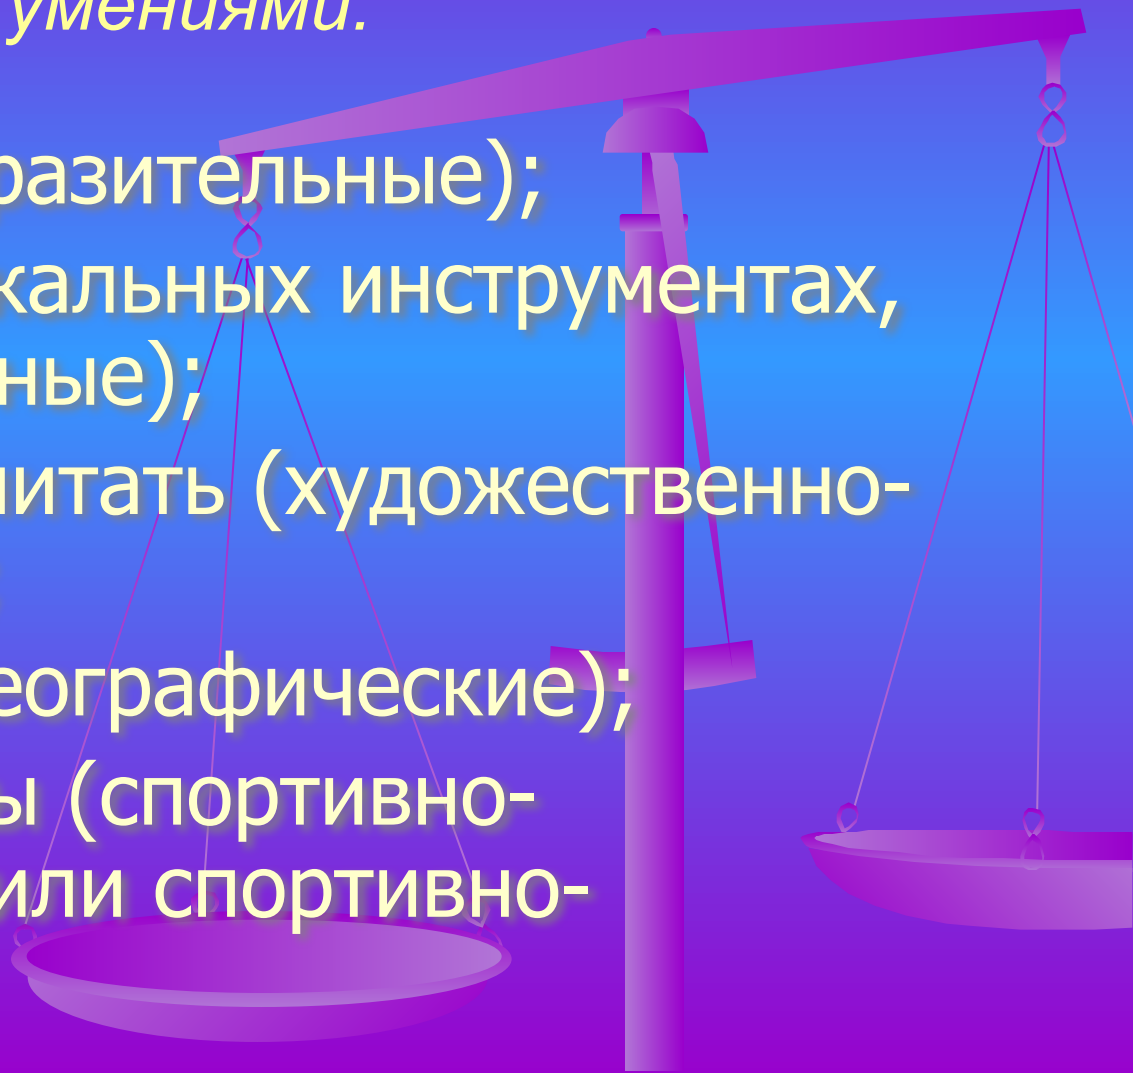 умениями.
разительные);
кальных инструментах,
ные);
итать (художественно-
;
еографические);
ы (спортивно-
или спортивно-